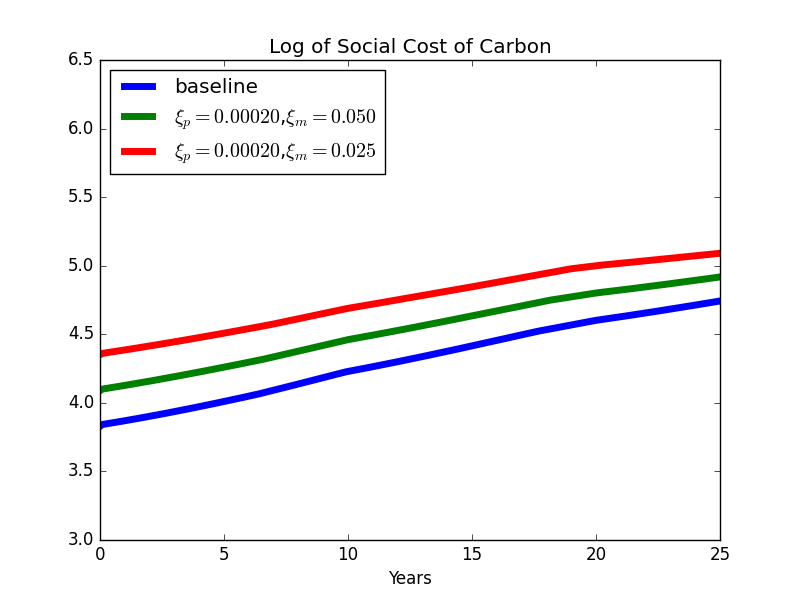 Log of Social Cost of Carbon
6.5
6.0
5.5
5.0
4.5
4.0
3.5
3.0
baseline
ξₚ = 0.00020,ξₘ = 0.050
ξₚ = 0.00020,ξₘ = 0.025
0 5 10 15 20 25
Years